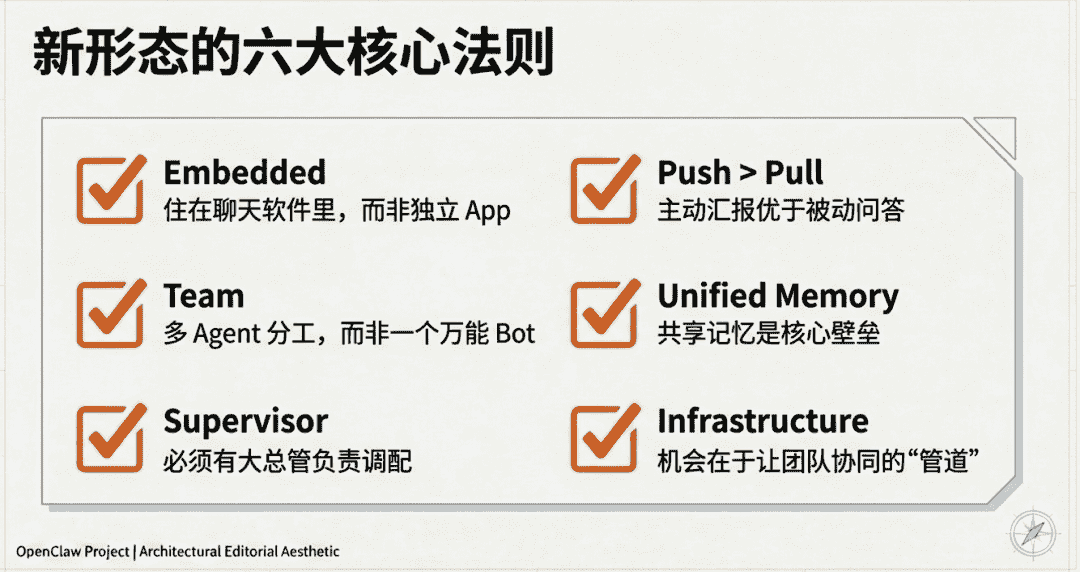 新形态的六大核心法则
Embedded
住在聊天软件里，而非独立 App
Push > Pull
主动汇报优于被动问答
Team
多 Agent 分工，而非一个万能 Bot
Unified Memory
共享记忆是核心壁垒
Supervisor
必须有大总管负责调配
Infrastructure
机会在于让团队协同的“管道”
OpenClaw Project | Architectural Editorial Aesthetic